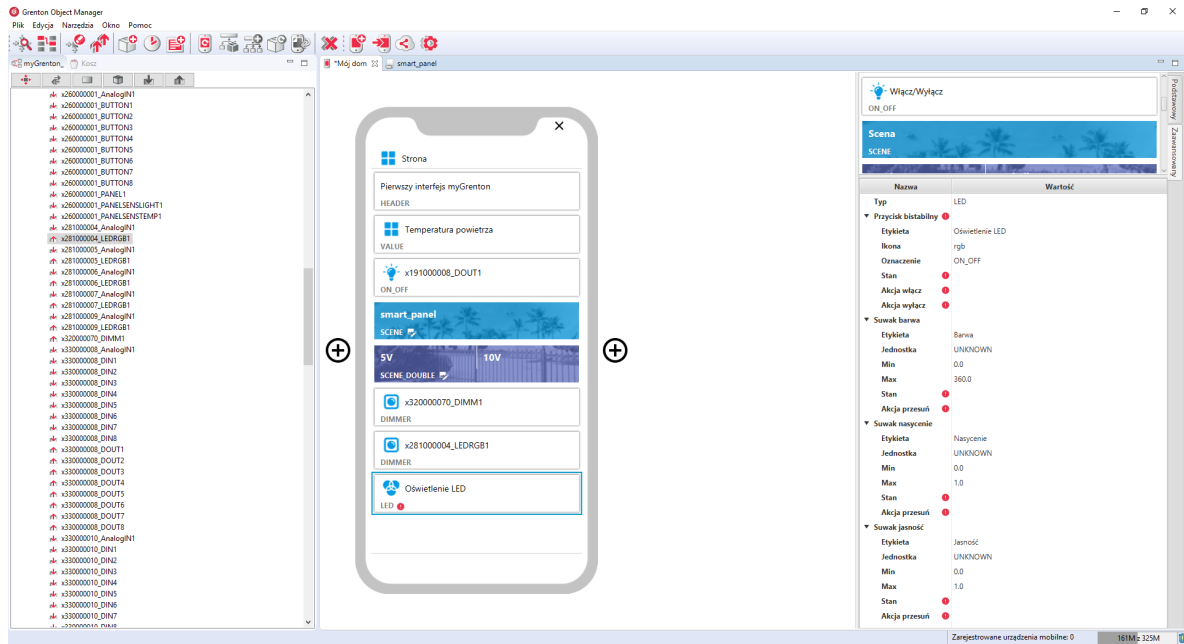 Grenton Object Manager
Plik Edycja Narzędzia Okno Pomoc
myGrenton_ Kosz
*Mój dom smart_panel
x260000001_AnalogIN1
x260000001_BUTTON1
x260000001_BUTTON2
x260000001_BUTTON3
x260000001_BUTTON4
x260000001_BUTTON5
x260000001_BUTTON6
x260000001_BUTTON7
x260000001_BUTTON8
x260000001_PANEL1
x260000001_PANELSENSLIGHT1
x260000001_PANELSENSTEMP1
x281000004_AnalogIN1
x281000004_LEDRGB1
x281000005_AnalogIN1
x281000005_LEDRGB1
x281000006_AnalogIN1
x281000006_LEDRGB1
x281000007_AnalogIN1
x281000007_LEDRGB1
x281000009_AnalogIN1
x281000009_LEDRGB1
x320000070_DIMM1
x330000008_AnalogIN1
x330000008_DIN1
x330000008_DIN2
x330000008_DIN3
x330000008_DIN4
x330000008_DIN5
x330000008_DIN6
x330000008_DIN7
x330000008_DIN8
x330000008_DOUT1
x330000008_DOUT2
x330000008_DOUT3
x330000008_DOUT4
x330000008_DOUT5
x330000008_DOUT6
x330000008_DOUT7
x330000008_DOUT8
x330000010_AnalogIN1
x330000010_DIN1
x330000010_DIN2
x330000010_DIN3
x330000010_DIN4
x330000010_DIN5
x330000010_DIN6
x330000010_DIN7
x330000010_DIN8
Strona
Pierwszy interfejs myGrenton
HEADER
Temperatura powietrza
VALUE
x191000008_DOUT1
ON_OFF
smart_panel
SCENE
5V 10V
SCENE_DOUBLE
x320000070_DIMM1
DIMMER
x281000004_LEDRGB1
DIMMER
Oświetlenie LED
LED
Włącz/Wyłącz
ON_OFF
Scena
SCENE
Podstawowy
Zaawansowany
Nazwa Wartość
Typ LED
Przycisk bistabilny
Etykieta Oświetlenie LED
Ikona rgb
Oznaczenie ON_OFF
Stan
Akcja włącz
Akcja wyłącz
Suwak barwa
Etykieta Barwa
Jednostka UNKNOWN
Min 0.0
Max 360.0
Stan
Akcja przesuń
Suwak nasycenie
Etykieta Nasycenie
Jednostka UNKNOWN
Min 0.0
Max 1.0
Stan
Akcja przesuń
Suwak jasność
Etykieta Jasność
Jednostka UNKNOWN
Min 0.0
Max 1.0
Stan
Akcja przesuń
Zarejestrowane urządzenia mobilne: 0 161M z 325M